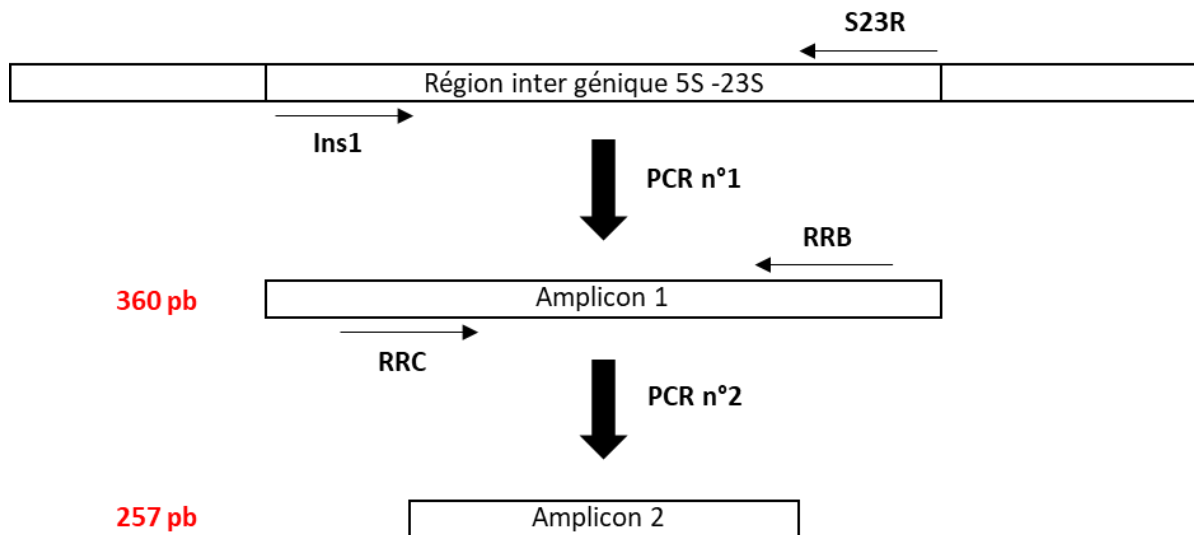 S23R
Région inter génique 5S -23S
Ins1
PCR n°1
RRB
360 pb
Amplicon 1
RRC
PCR n°2
257 pb
Amplicon 2